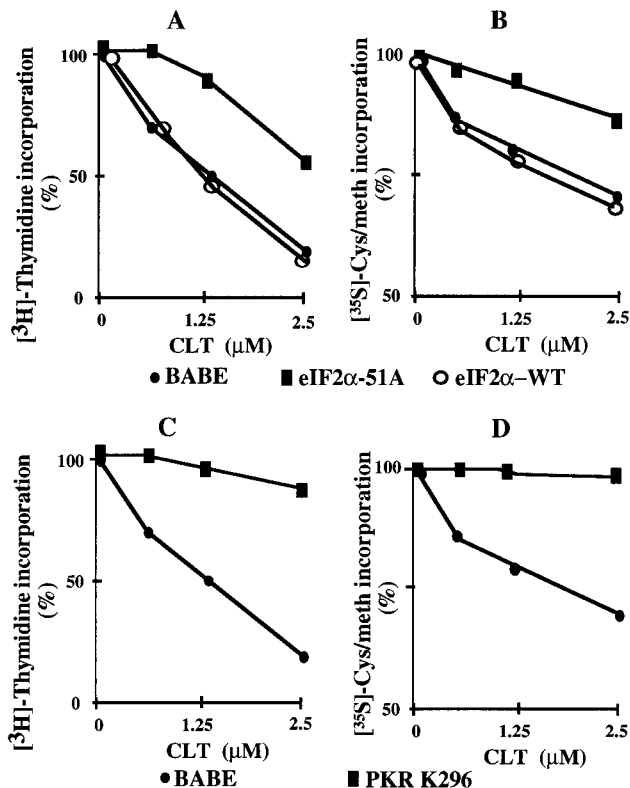 A
[³H]-Thymidine incorporation
(%)
100
50
0
0 1.25 2.5
CLT (μM)
B
[³⁵S]-Cys/meth incorporation
(%)
100
50
0 1.25 2.5
CLT (μM)
BABE eIF2α-51A eIF2α-WT
C
[³H]-Thymidine incorporation
(%)
100
50
0
0 1.25 2.5
CLT (μM)
D
[³⁵S]-Cys/meth incorporation
(%)
100
50
0 1.25 2.5
CLT (μM)
BABE PKR K296